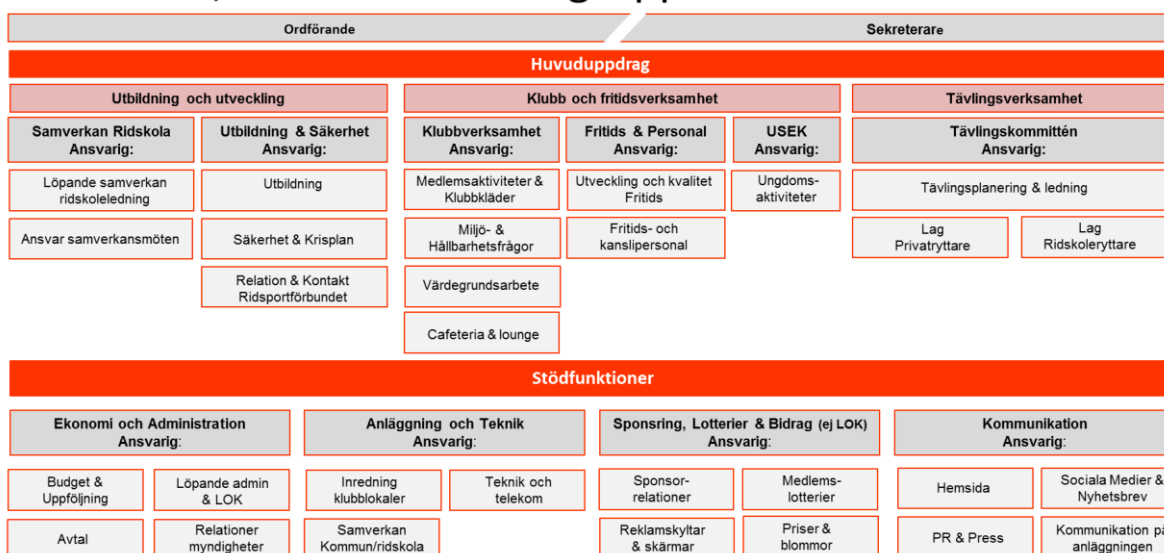 Ordförande
Sekreterare
Huvuduppdrag
Utbildning och utveckling
Klubb och fritidsverksamhet
Tävlingsverksamhet
Samverkan Ridskola
Ansvarig:
Utbildning & Säkerhet
Ansvarig:
Klubbverksamhet
Ansvarig:
Fritids & Personal
Ansvarig:
USEK
Ansvarig:
Tävlingskommittén
Ansvarig:
Löpande samverkan
ridskoleledning
Utbildning
Medlemsaktiviteter &
Klubbkläder
Utveckling och kvalitet
Fritids
Ungdoms-
aktiviteter
Tävlingsplanering & ledning
Ansvar samverkansmöten
Säkerhet & Krisplan
Miljö- &
Hållbarhetsfrågor
Fritids- och
kanslipersonal
Lag
Privatryttare
Lag
Ridskoleryttare
Relation & Kontakt
Ridsportförbundet
Värdegrundsarbete
Cafeteria & lounge
Stödfunktioner
Ekonomi och Administration
Ansvarig:
Anläggning och Teknik
Ansvarig:
Sponsring, Lotterier & Bidrag (ej LOK)
Ansvarig:
Kommunikation
Ansvarig:
Budget &
Uppföljning
Löpande admin
& LOK
Inredning
klubblokaler
Teknik och
telekom
Sponsor-
relationer
Medlems-
lotterier
Hemsida
Sociala Medier &
Nyhetsbrev
Avtal
Relationer
myndigheter
Samverkan
Kommun/ridskola
Reklamskyltar
& skärmar
Priser &
blommor
PR & Press
Kommunikation på
anläggningen